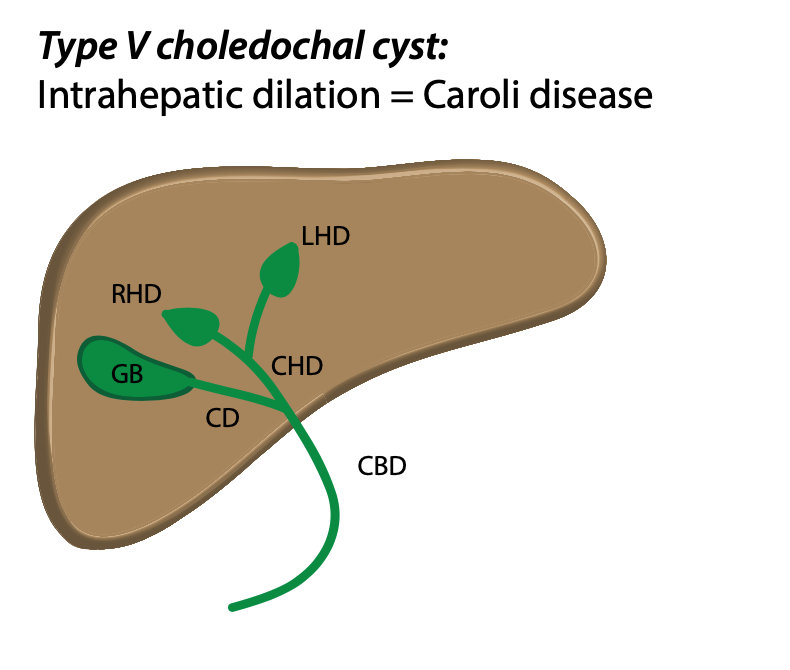 Type V choledochal cyst:
Intrahepatic dilation = Caroli disease
LHD
RHD
CHD
GB
CD
CBD